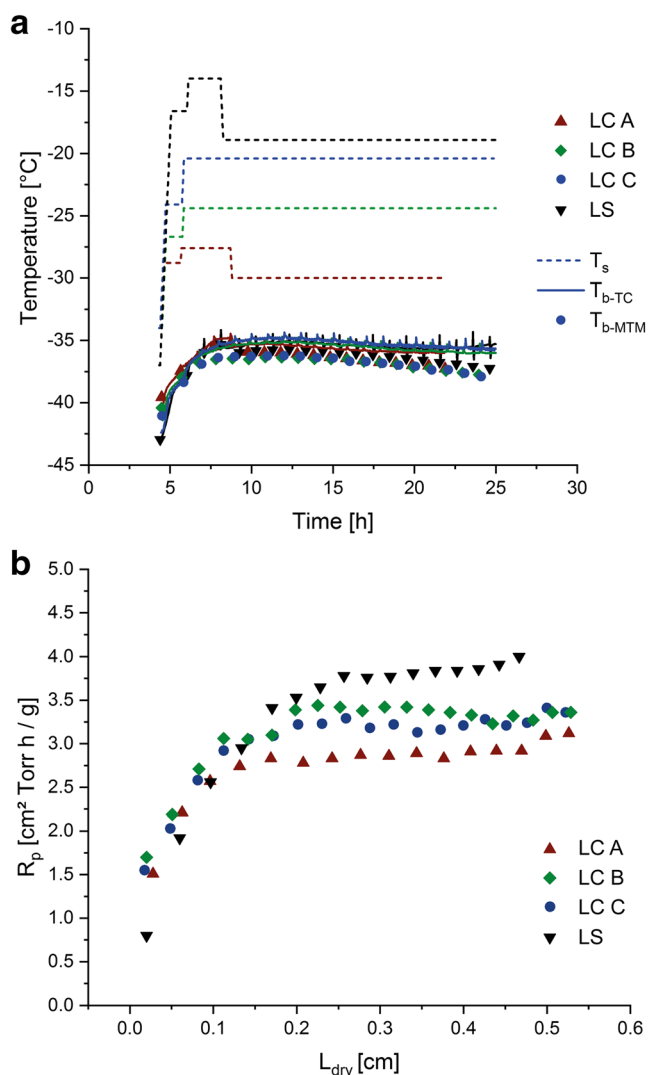 a
-10
-15
-20
-25
-30
-35
-40
-45
Temperature [°C]
0 5 10 15 20 25 30
Time [h]
LC A
LC B
LC C
LS
T_s
T_b-TC
T_b-MTM
b
5.0
4.5
4.0
3.5
3.0
2.5
2.0
1.5
1.0
0.5
0.0
R_p [cm² Torr h / g]
LC A
LC B
LC C
LS
0.0 0.1 0.2 0.3 0.4 0.5 0.6
L_dry [cm]